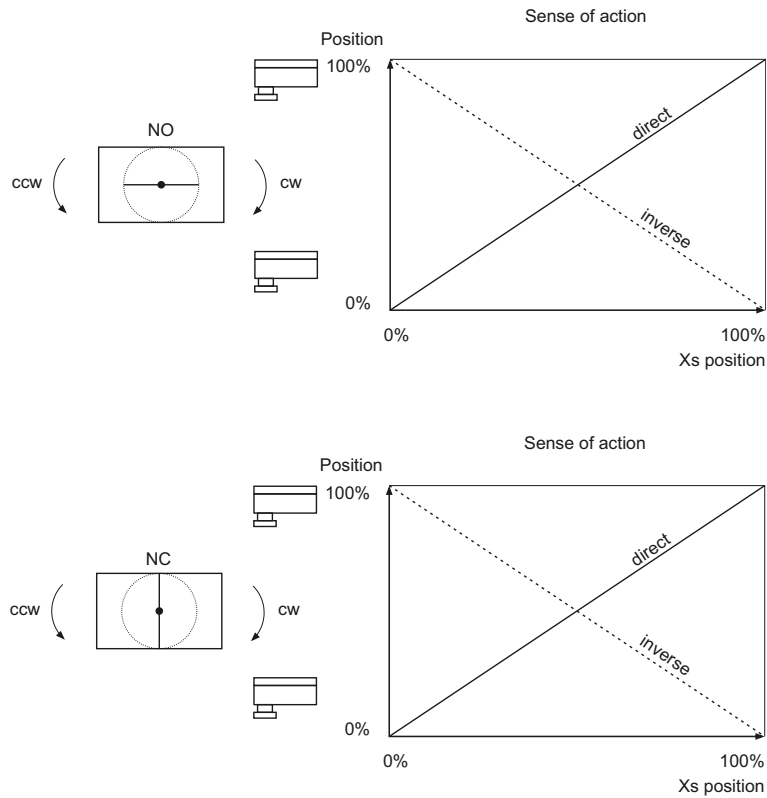 Sense of action
Position
100%
NO
direct
ccw
cw
inverse
0%
0%
100%
Xs position
Sense of action
Position
100%
NC
direct
ccw
cw
inverse
0%
0%
100%
Xs position